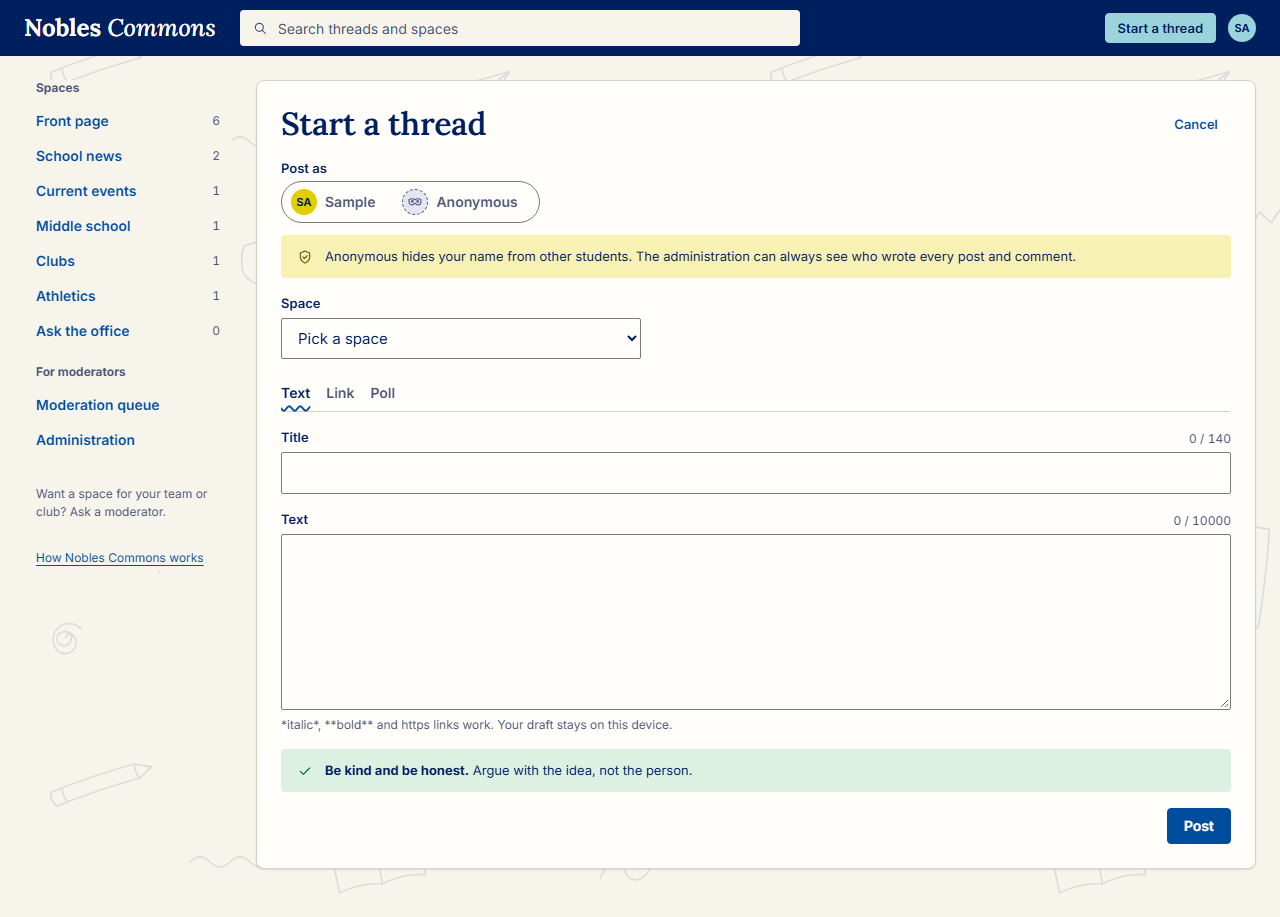 Nobles Commons
Search threads and spaces
Start a thread
SA
Spaces
Front page 6
School news 2
Current events 1
Middle school 1
Clubs 1
Athletics 1
Ask the office 0
For moderators
Moderation queue
Administration
Want a space for your team or
club? Ask a moderator.
How Nobles Commons works
Start a thread
Cancel
Post as
SA Sample Anonymous
Anonymous hides your name from other students. The administration can always see who wrote every post and comment.
Space
Pick a space
Text Link Poll
Title 0 / 140
Text 0 / 10000
*italic*, **bold** and https links work. Your draft stays on this device.
Be kind and be honest. Argue with the idea, not the person.
Post